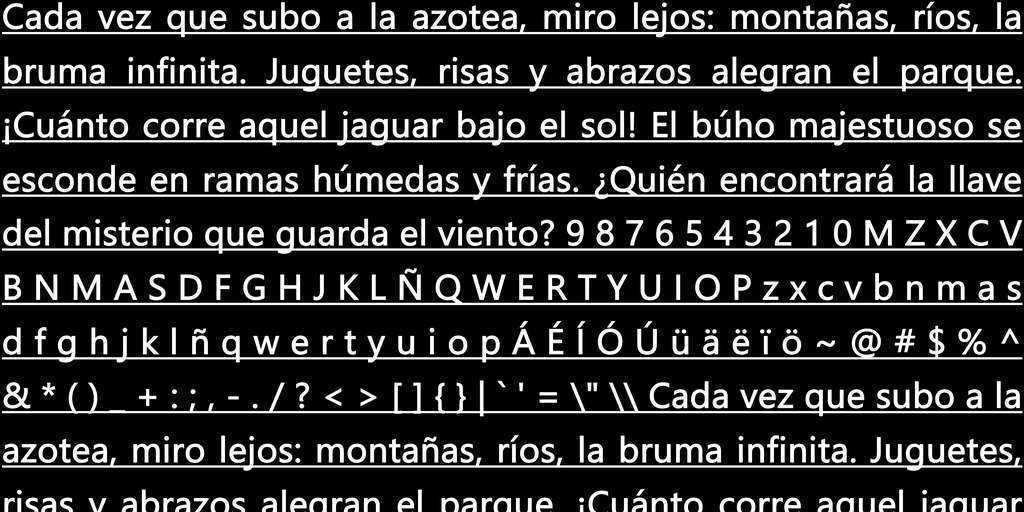 Cada vez que subo a la azotea, miro lejos: montañas, ríos, la
bruma infinita. Juguetes, risas y abrazos alegran el parque.
¡Cuánto corre aquel jaguar bajo el sol! El búho majestuoso se
esconde en ramas húmedas y frías. ¿Quién encontrará la llave
del misterio que guarda el viento? 9 8 7 6 5 4 3 2 1 0 M Z X C V
B N M A S D F G H J K L Ñ Q W E R T Y U I O P z x c v b n m a s
d f g h j k l ñ q w e r t y u i o p Á É Í Ó Ú ü ä ë ï ö ~ @ # $ % ^
& * ( ) _ + : ; , - . / ? < > [ ] { } | ` ' = \" \\ Cada vez que subo a la
azotea, miro lejos: montañas, ríos, la bruma infinita. Juguetes,
risas y abrazos alegran el parque. ¡Cuánto corre aquel jaguar